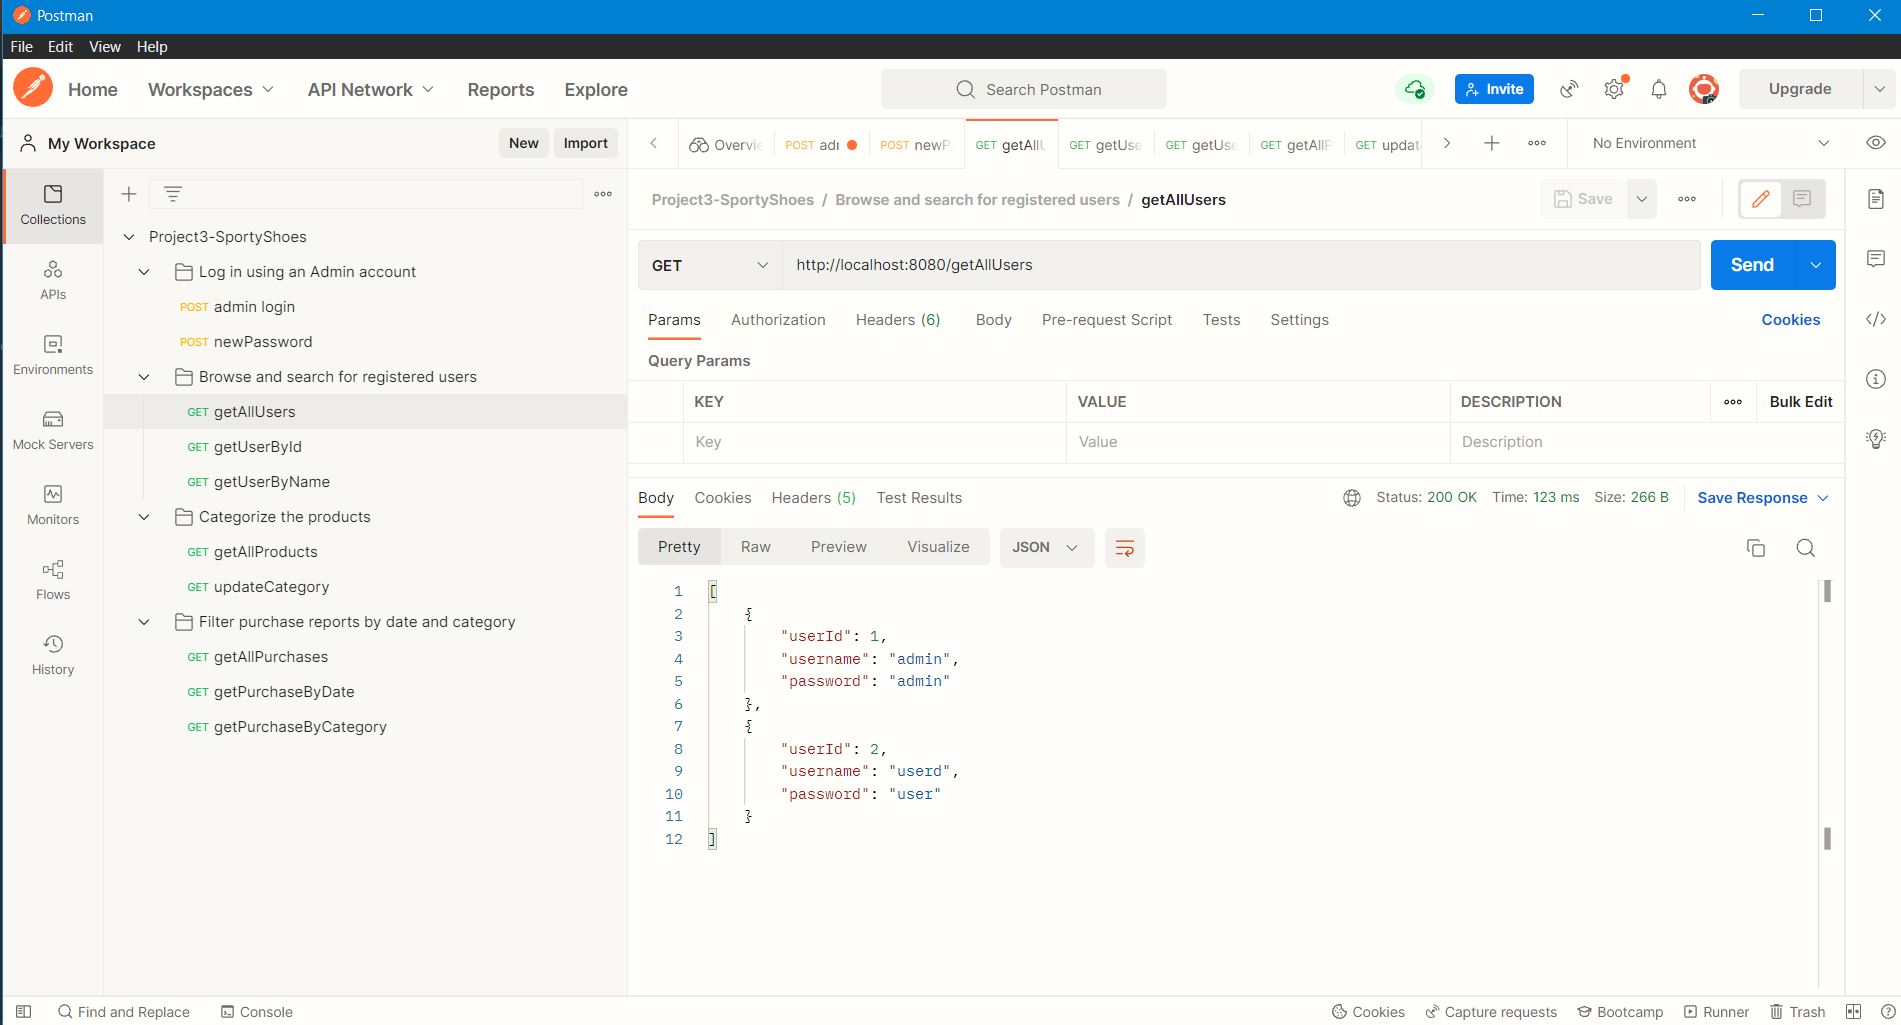 Postman
File Edit View Help
Home Workspaces API Network Reports Explore Search Postman Invite Upgrade
My Workspace New Import
Overvie POST adm POST newP GET getAllU GET getUse GET getUse GET getAllP GET updat No Environment
Project3-SportyShoes / Browse and search for registered users / getAllUsers Save
GET http://localhost:8080/getAllUsers Send
Params Authorization Headers (6) Body Pre-request Script Tests Settings Cookies
Query Params
KEY VALUE DESCRIPTION Bulk Edit
Key Value Description
Body Cookies Headers (5) Test Results Status: 200 OK Time: 123 ms Size: 266 B Save Response
Pretty Raw Preview Visualize JSON
1 [
2 {
3 "userId": 1,
4 "username": "admin",
5 "password": "admin"
6 },
7 {
8 "userId": 2,
9 "username": "userd",
10 "password": "user"
11 }
12 ]
Collections
APIs
Environments
Mock Servers
Monitors
Flows
History
Project3-SportyShoes
Log in using an Admin account
POST admin login
POST newPassword
Browse and search for registered users
GET getAllUsers
GET getUserById
GET getUserByName
Categorize the products
GET getAllProducts
GET updateCategory
Filter purchase reports by date and category
GET getAllPurchases
GET getPurchaseByDate
GET getPurchaseByCategory
Find and Replace Console Cookies Capture requests Bootcamp Runner Trash